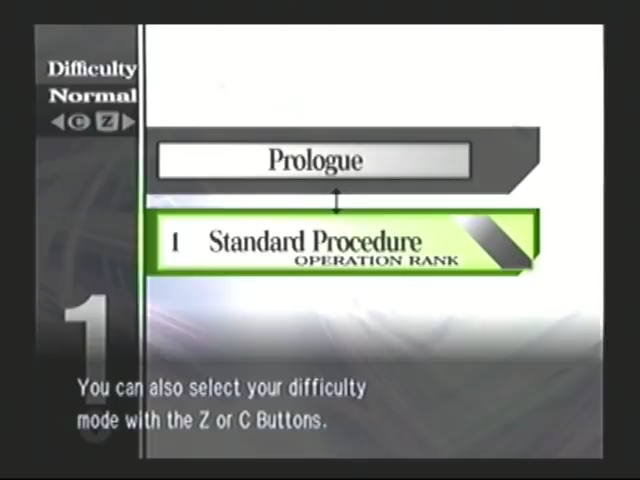 Difficulty
Normal
C Z
Prologue
1 Standard Procedure
OPERATION RANK
1
You can also select your difficulty
mode with the Z or C Buttons.